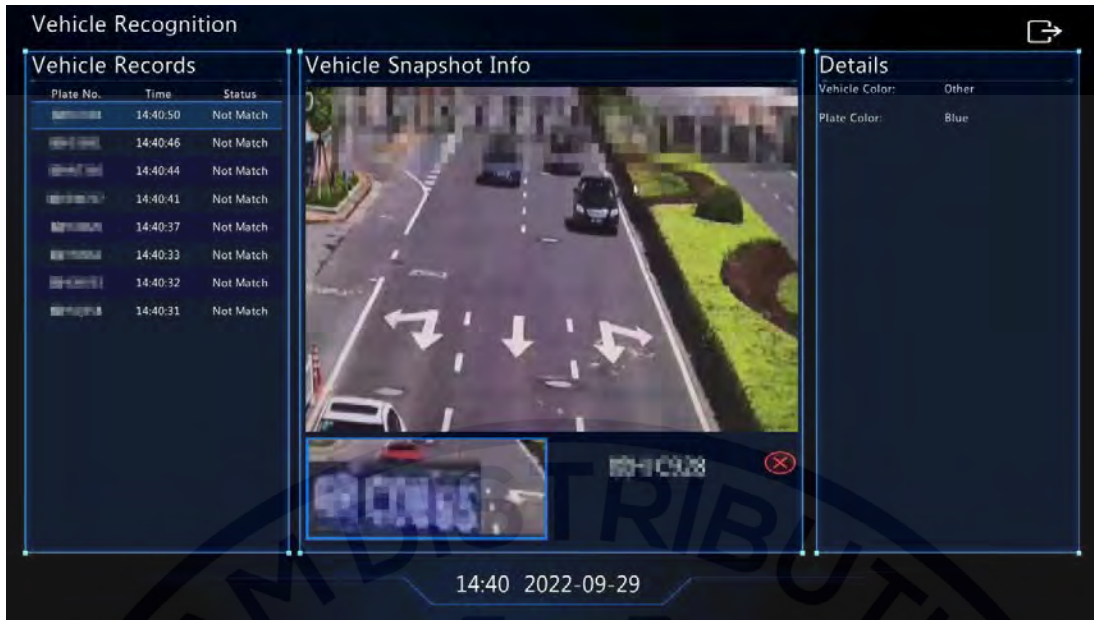 Vehicle Recognition
Vehicle Records
Plate No. Time Status
14:40:50 Not Match
14:40:46 Not Match
14:40:44 Not Match
14:40:41 Not Match
14:40:37 Not Match
14:40:33 Not Match
14:40:32 Not Match
14:40:31 Not Match
Vehicle Snapshot Info
Details
Vehicle Color: Other
Plate Color: Blue
14:40 2022-09-29
DISTRIBU